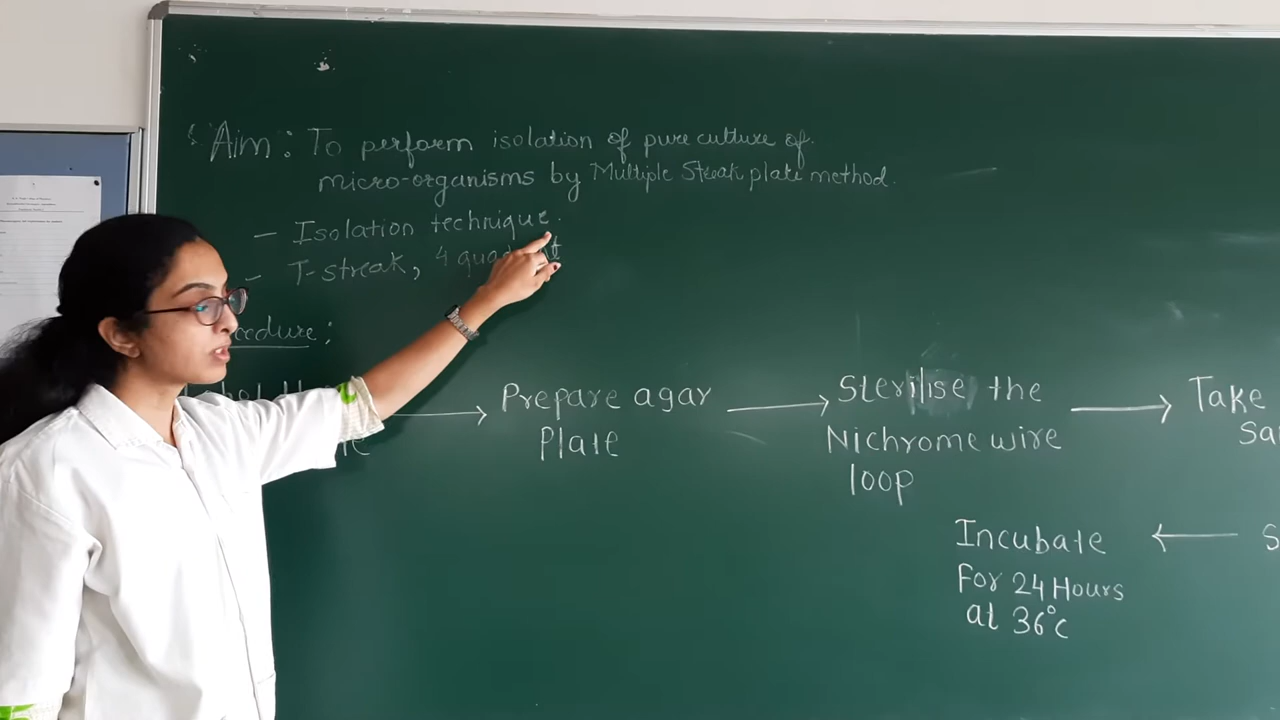 Aim: To perform isolation of pure culture of
micro-organisms by Multiple Streak plate method.
– Isolation technique.
– T-streak, 4
Prepare agar
Plate
Sterilise the
Nichrome wire
loop
Take
Incubate
For 24 Hours
at 36°c